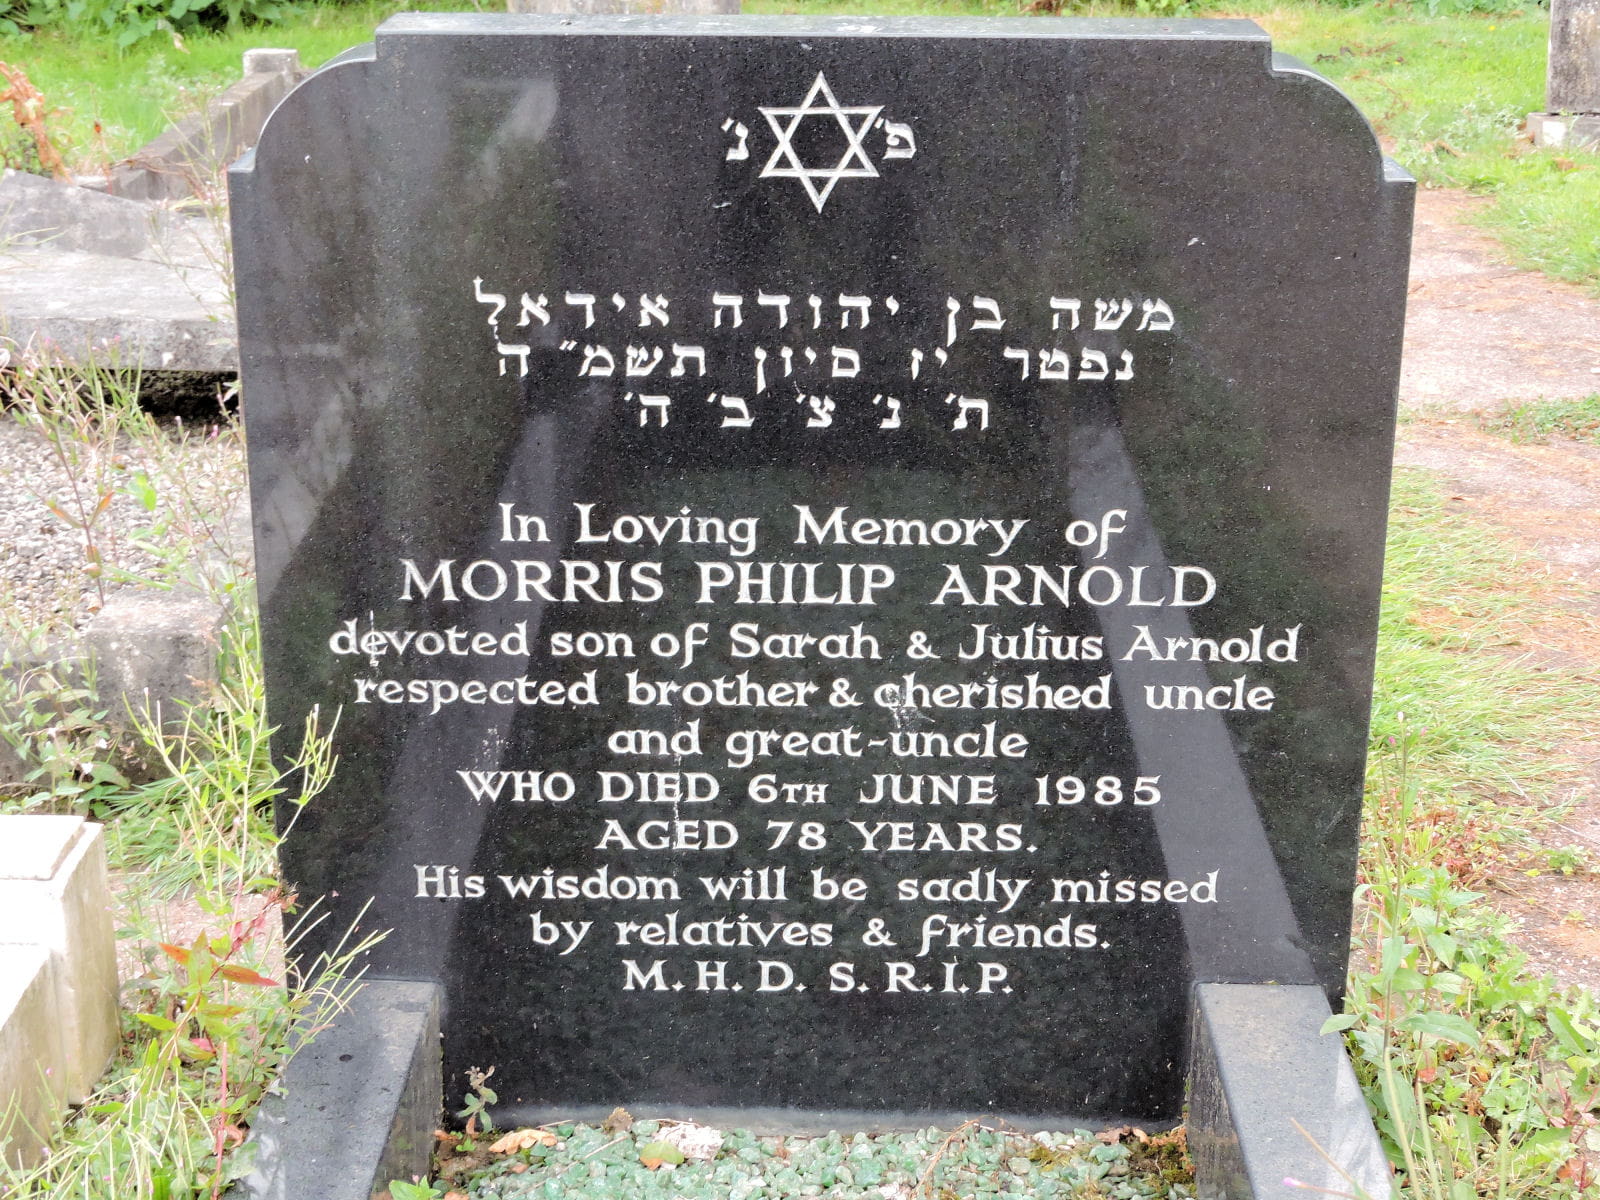 פ׳ נ׳
משה בן יהודה אידאל
נפטר יז סיון תשמ״ה
ת׳ נ׳ צ׳ ב׳ ה׳
In Loving Memory of
MORRIS PHILIP ARNOLD
devoted son of Sarah & Julius Arnold
respected brother & cherished uncle
and great-uncle
WHO DIED 6TH JUNE 1985
AGED 78 YEARS.
His wisdom will be sadly missed
by relatives & friends.
M.H.D.S.R.I.P.